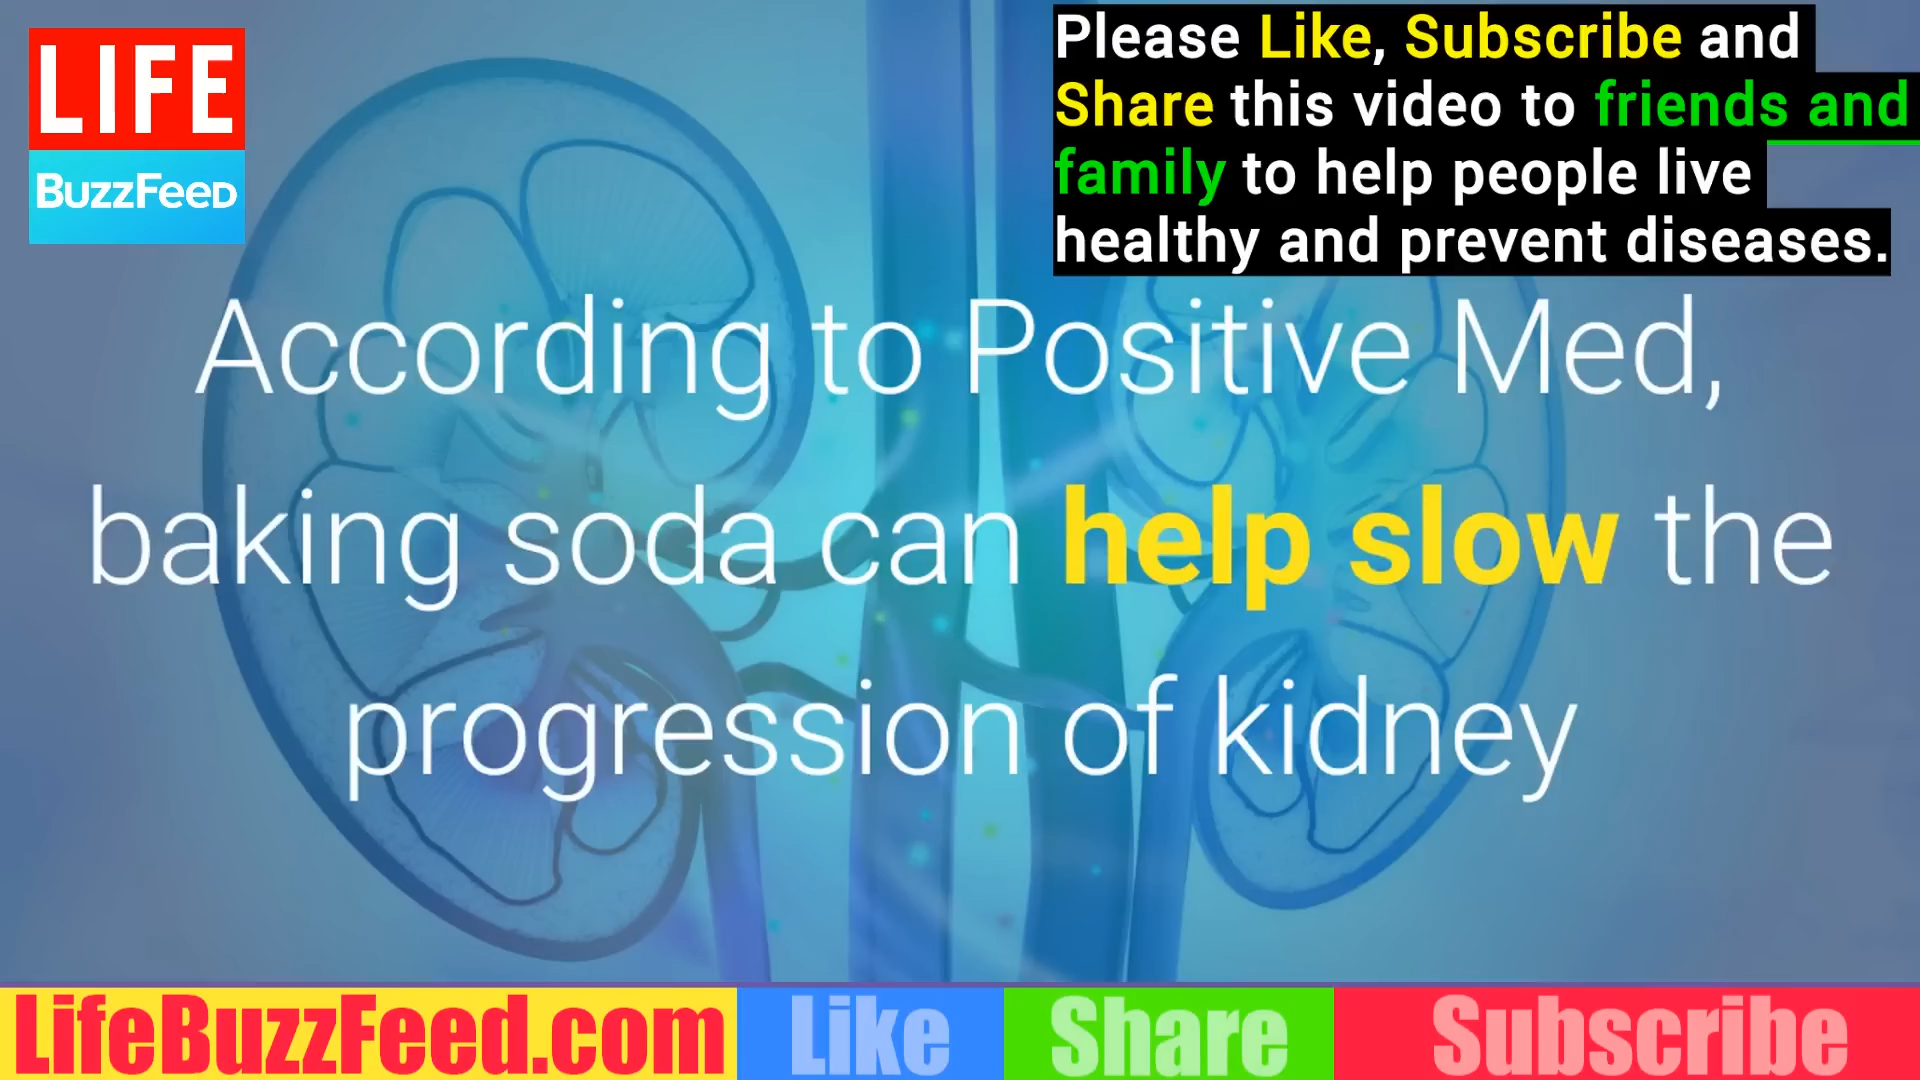 LIFE
BuzzFeed
Please Like, Subscribe and
Share this video to friends and
family to help people live
healthy and prevent diseases.
According to Positive Med,
baking soda can help slow the
progression of kidney
LifeBuzzFeed.com Like Share Subscribe